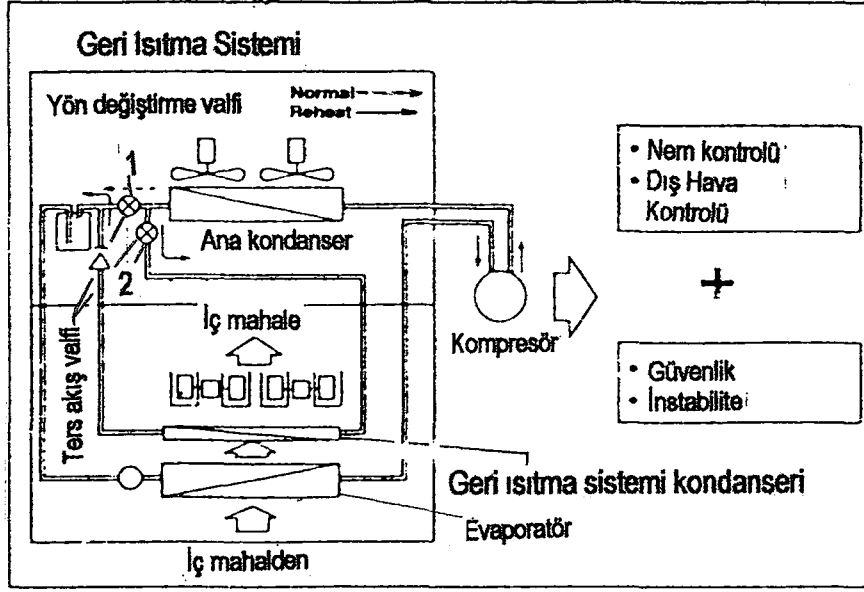 Geri Isıtma Sistemi
Yön değiştirme valfi
Normal
Reheat
1
Ana kondanser
2
Ters akış valfi
İç mahale
Kompresör
Geri ısıtma sistemi kondanseri
Evaporatör
İç mahalden
• Nem kontrolü
• Dış Hava
Kontrolü
+
• Güvenlik
• İnstabilite